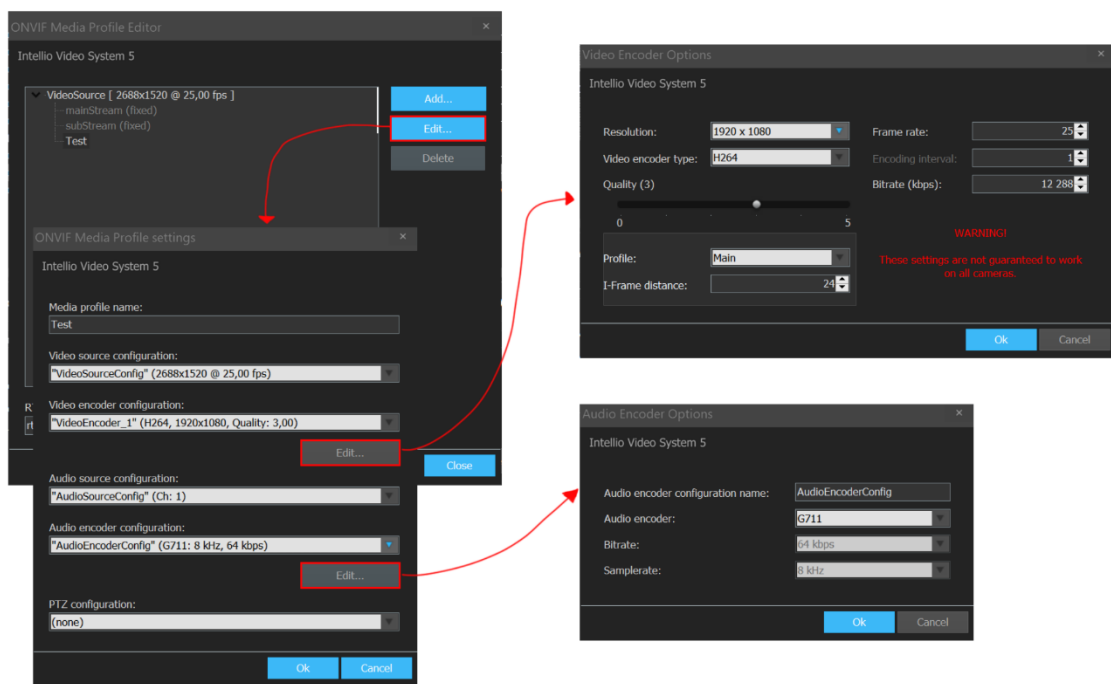 ONVIF Media Profile Editor
Intellio Video System 5
VideoSource [ 2688x1520 @ 25,00 fps ]
mainStream (fixed)
subStream (fixed)
Test
Add...
Edit...
Delete
Close
ONVIF Media Profile settings
Intellio Video System 5
Media profile name:
Test
Video source configuration:
"VideoSourceConfig" (2688x1520 @ 25,00 fps)
Video encoder configuration:
"VideoEncoder_1" (H264, 1920x1080, Quality: 3,00)
Edit...
Audio source configuration:
"AudioSourceConfig" (Ch: 1)
Audio encoder configuration:
"AudioEncoderConfig" (G711: 8 kHz, 64 kbps)
Edit...
PTZ configuration:
(none)
Ok Cancel
Video Encoder Options
Intellio Video System 5
Resolution: 1920 x 1080 Frame rate: 25
Video encoder type: H264 Encoding interval: 1
Quality (3) Bitrate (kbps): 12 288
0 5
Profile: Main
I-Frame distance: 24
WARNING!
These settings are not guaranteed to work
on all cameras.
Ok Cancel
Audio Encoder Options
Intellio Video System 5
Audio encoder configuration name: AudioEncoderConfig
Audio encoder: G711
Bitrate: 64 kbps
Samplerate: 8 kHz
Ok Cancel